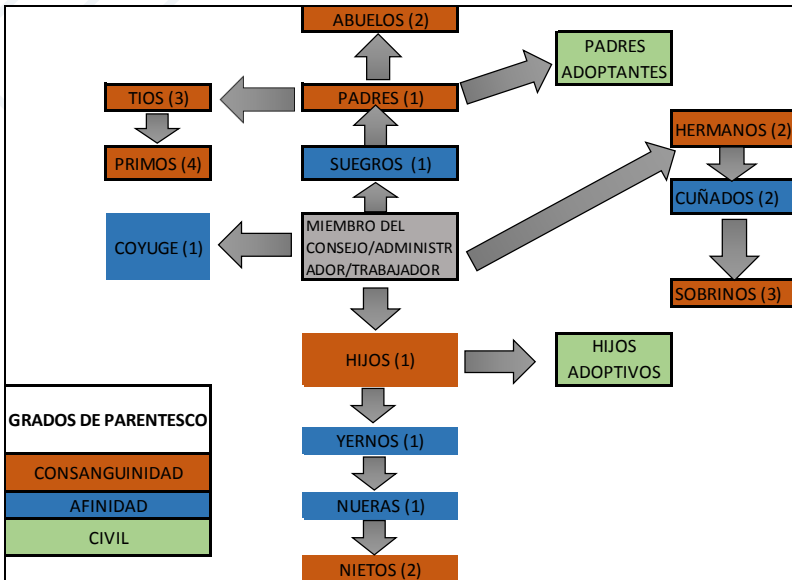 ABUELOS (2)
PADRES
ADOPTANTES
TIOS (3)
PADRES (1)
HERMANOS (2)
PRIMOS (4)
SUEGROS (1)
CUÑADOS (2)
COYUGE (1)
MIEMBRO DEL
CONSEJO/ADMINISTR
ADOR/TRABAJADOR
SOBRINOS (3)
HIJOS (1)
HIJOS
ADOPTIVOS
GRADOS DE PARENTESCO
YERNOS (1)
CONSANGUINIDAD
AFINIDAD
NUERAS (1)
CIVIL
NIETOS (2)